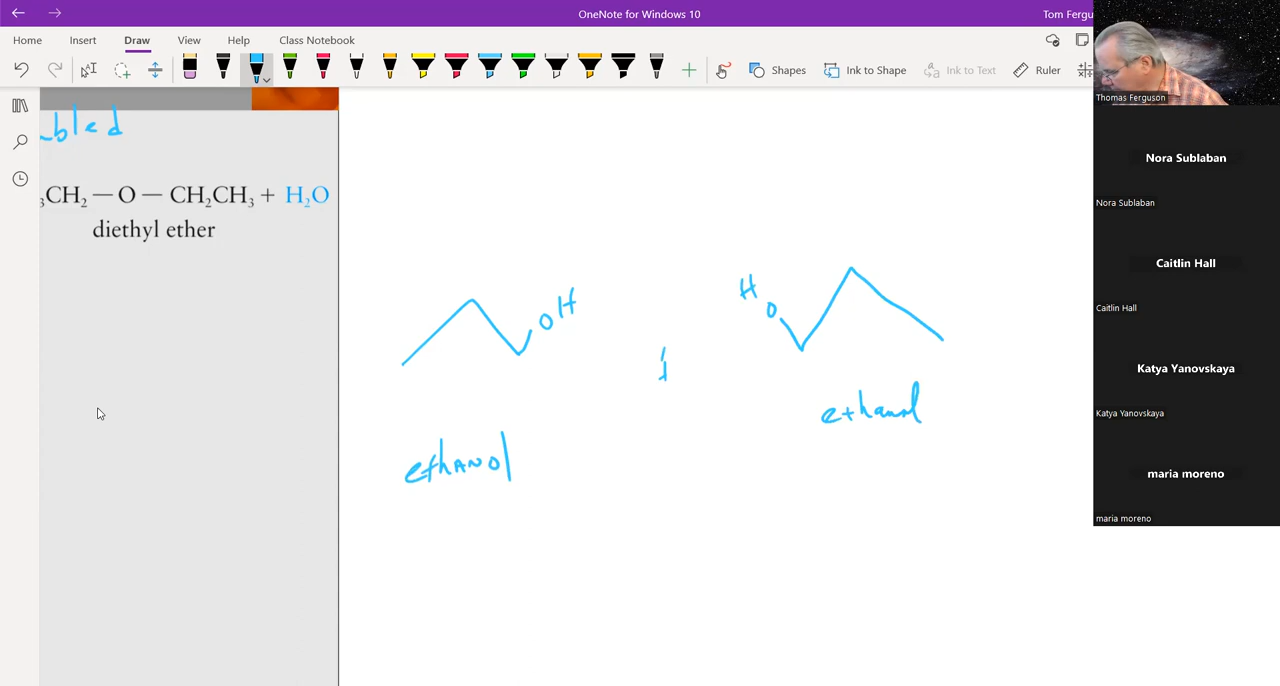 OneNote for Windows 10
Tom Fergu
Home Insert Draw View Help Class Notebook
Shapes Ink to Shape Ink to Text Ruler
Thomas Ferguson
Nora Sublaban
Nora Sublaban
Caitlin Hall
Caitlin Hall
Katya Yanovskaya
Katya Yanovskaya
maria moreno
maria moreno
bled
₃CH₂—O—CH₂CH₃ + H₂O
diethyl ether
OH
H
O
ethanol
ethanol